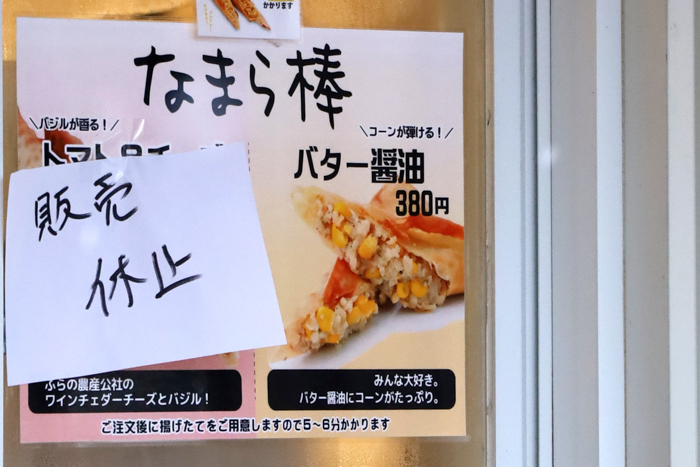 かかります
なまら棒
＼バジルが香る！／
トマト
販売
休止
＼コーンが弾ける！／
バター醤油
380円
ふらの農産公社の
ワインチェダーチーズとバジル！
みんな大好き。
バター醤油にコーンがたっぷり。
ご注文後に揚げたてをご用意しますので5～6分かかります